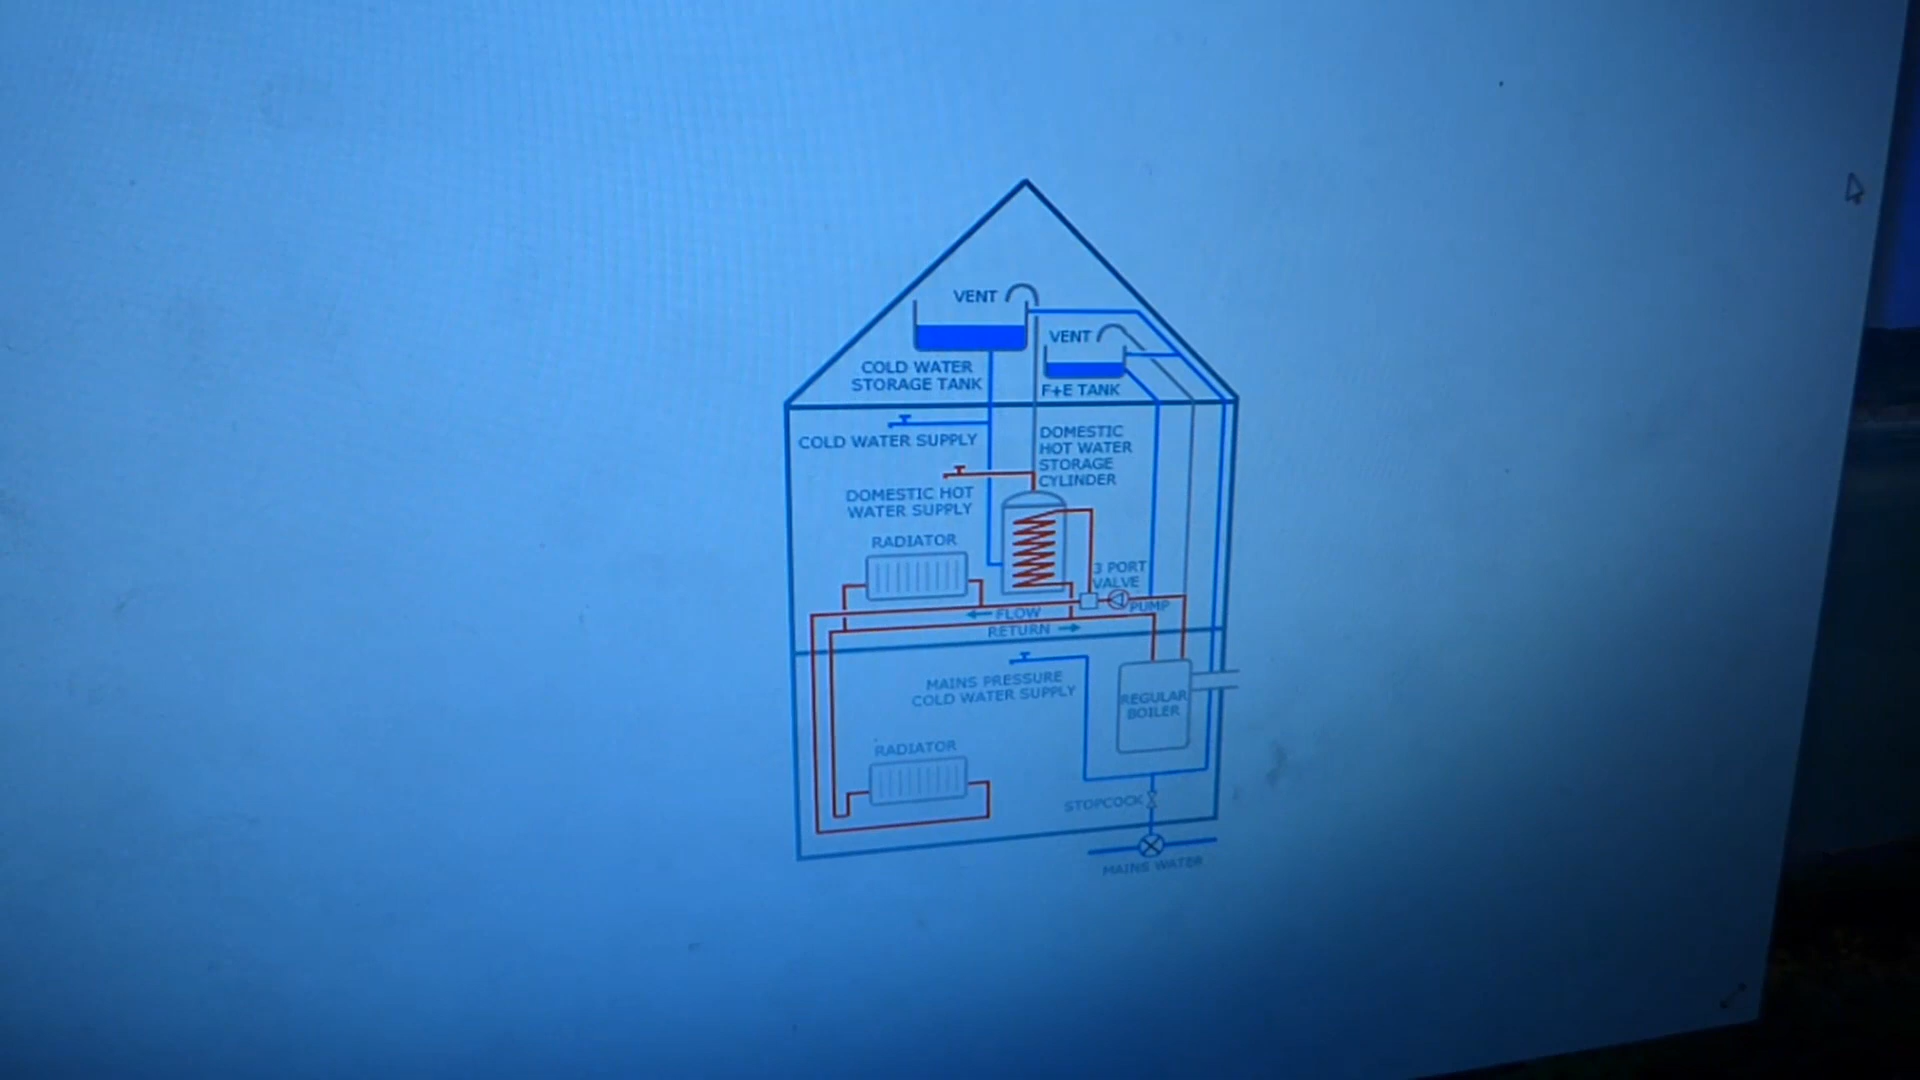 VENT
VENT
COLD WATER
STORAGE TANK
F+E TANK
COLD WATER SUPPLY
DOMESTIC
HOT WATER
STORAGE
CYLINDER
DOMESTIC HOT
WATER SUPPLY
RADIATOR
3 PORT
VALVE
PUMP
FLOW
RETURN
MAINS PRESSURE
COLD WATER SUPPLY
REGULAR
BOILER
RADIATOR
STOPCOCK
MAINS WATER